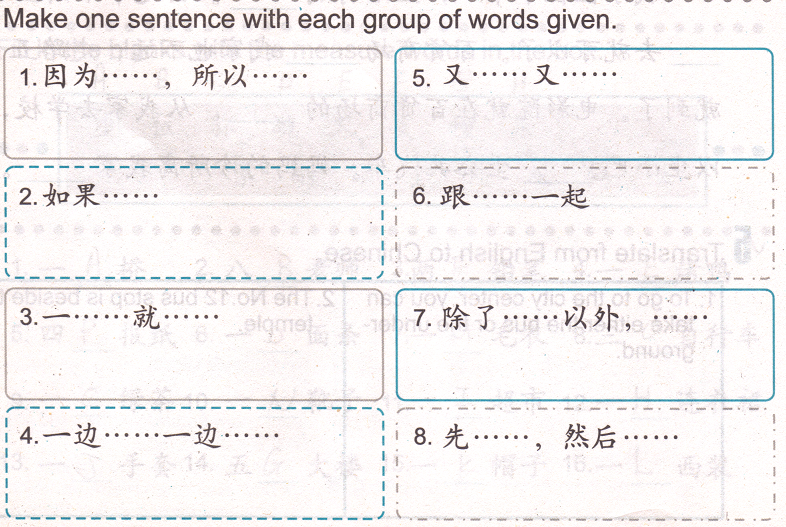 Make one sentence with each group of words given.
1. 因为……，所以……
2. 如果……
3. 一……就……
4. 一边……一边……
5. 又……又……
6. 跟……一起
7. 除了……以外，……
8. 先……，然后……